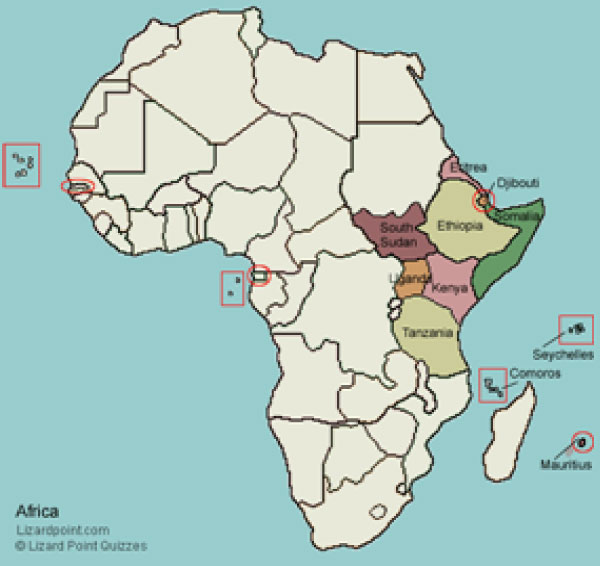 Eritrea
Djibouti
Somalia
Ethiopia
South
Sudan
Uganda
Kenya
Tanzania
Seychelles
Comoros
Mauritius
Africa
Lizardpoint.com
© Lizard Point Quizzes